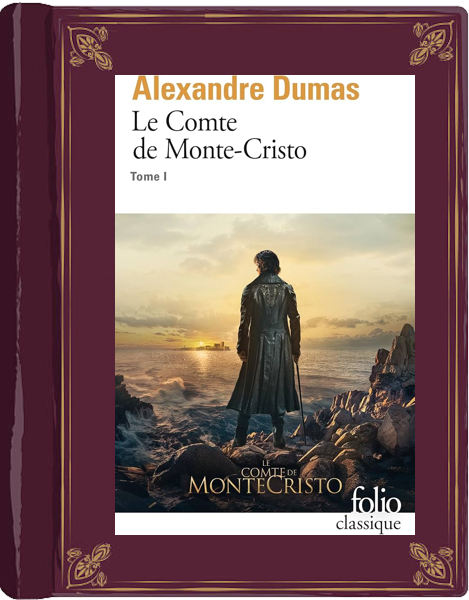 Alexandre Dumas
Le Comte
de Monte-Cristo
Tome I
LE
COMTE DE
MONTECRISTO
folio
classique